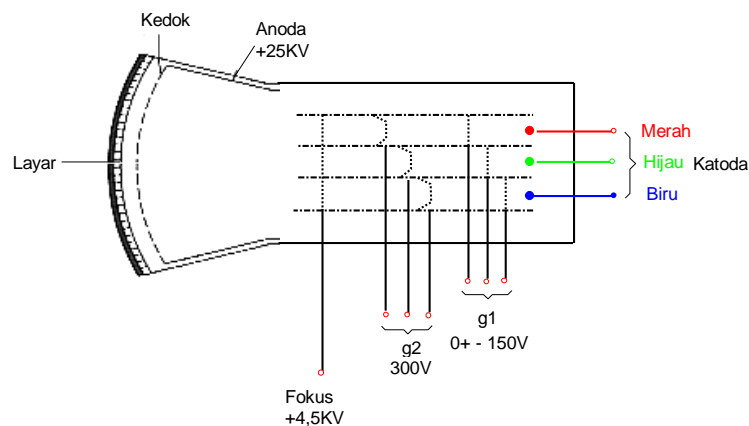 Kedok
Anoda
+25KV
Layar
Merah
Hijau
Katoda
Biru
g1
0+ - 150V
g2
300V
Fokus
+4,5KV